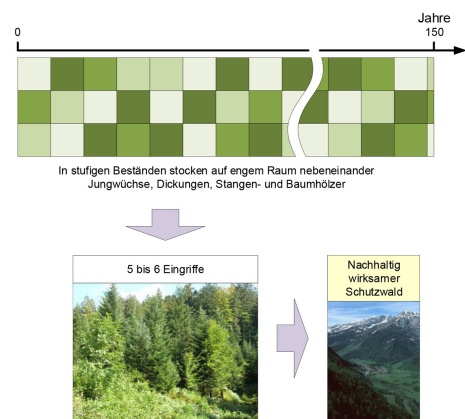 Jahre
0
150
In stufigen Beständen stocken auf engem Raum nebeneinander
Jungwüchse, Dickungen, Stangen- und Baumhölzer
5 bis 6 Eingriffe
Nachhaltig
wirksamer
Schutzwald